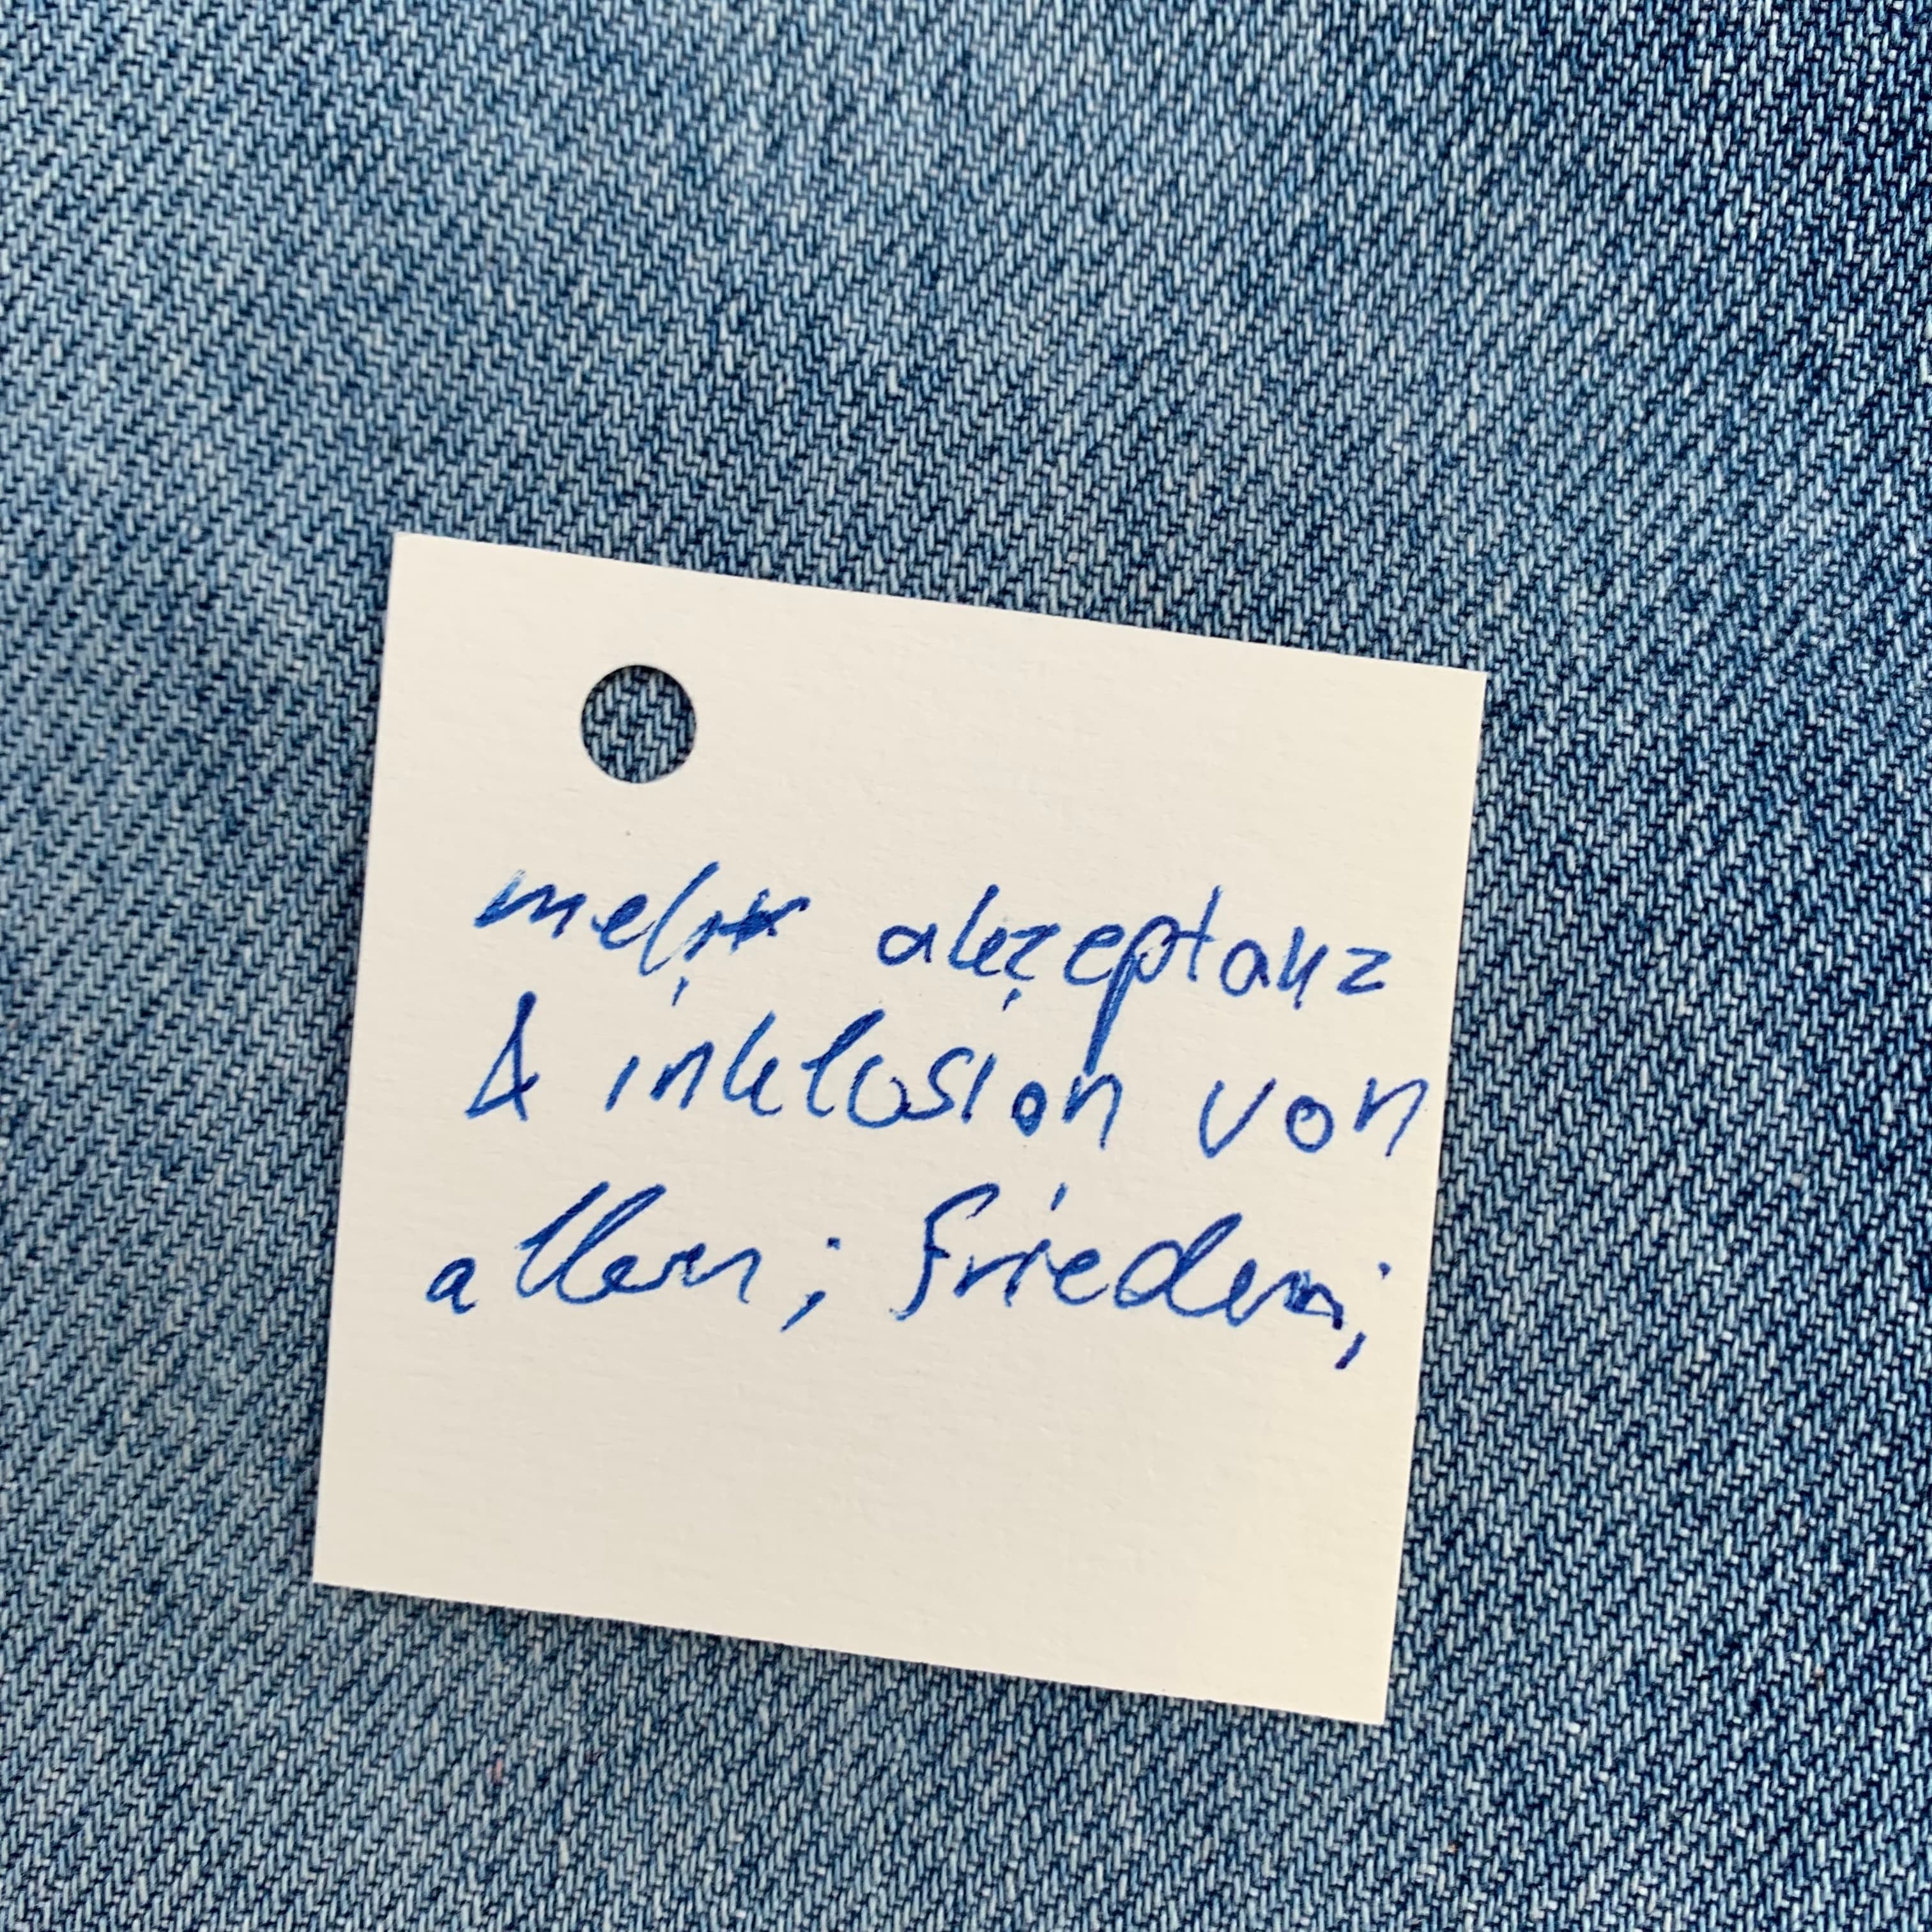 mehr akzeptanz
& inklusion von
allen; frieden;